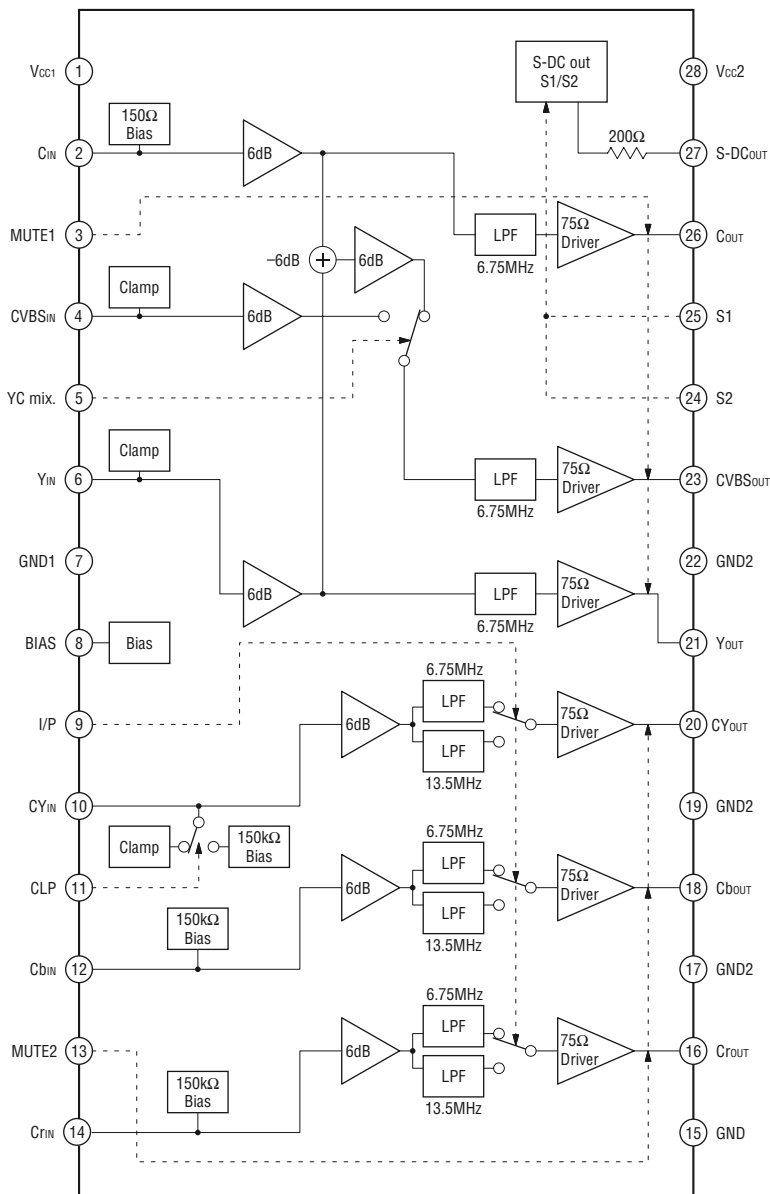 VCC1 1
S-DC out
S1/S2
28 VCC2
150Ω
Bias
200Ω
CIN 2
6dB
27 S-DCOUT
MUTE1 3
LPF
6.75MHz
75Ω
Driver
26 COUT
−6dB
+
6dB
Clamp
CVBSIN 4
6dB
25 S1
YC mix. 5
24 S2
Clamp
YIN 6
LPF
6.75MHz
75Ω
Driver
23 CVBSOUT
GND1 7
22 GND2
6dB
LPF
6.75MHz
75Ω
Driver
BIAS 8
Bias
21 YOUT
6.75MHz
LPF
I/P 9
6dB
75Ω
Driver
20 CYOUT
LPF
13.5MHz
CYIN 10
19 GND2
Clamp
150kΩ
Bias
6.75MHz
LPF
CLP 11
6dB
75Ω
Driver
18 CbOUT
LPF
13.5MHz
150kΩ
Bias
CbIN 12
17 GND2
6.75MHz
LPF
MUTE2 13
6dB
75Ω
Driver
16 CrOUT
LPF
13.5MHz
150kΩ
Bias
CrIN 14
15 GND